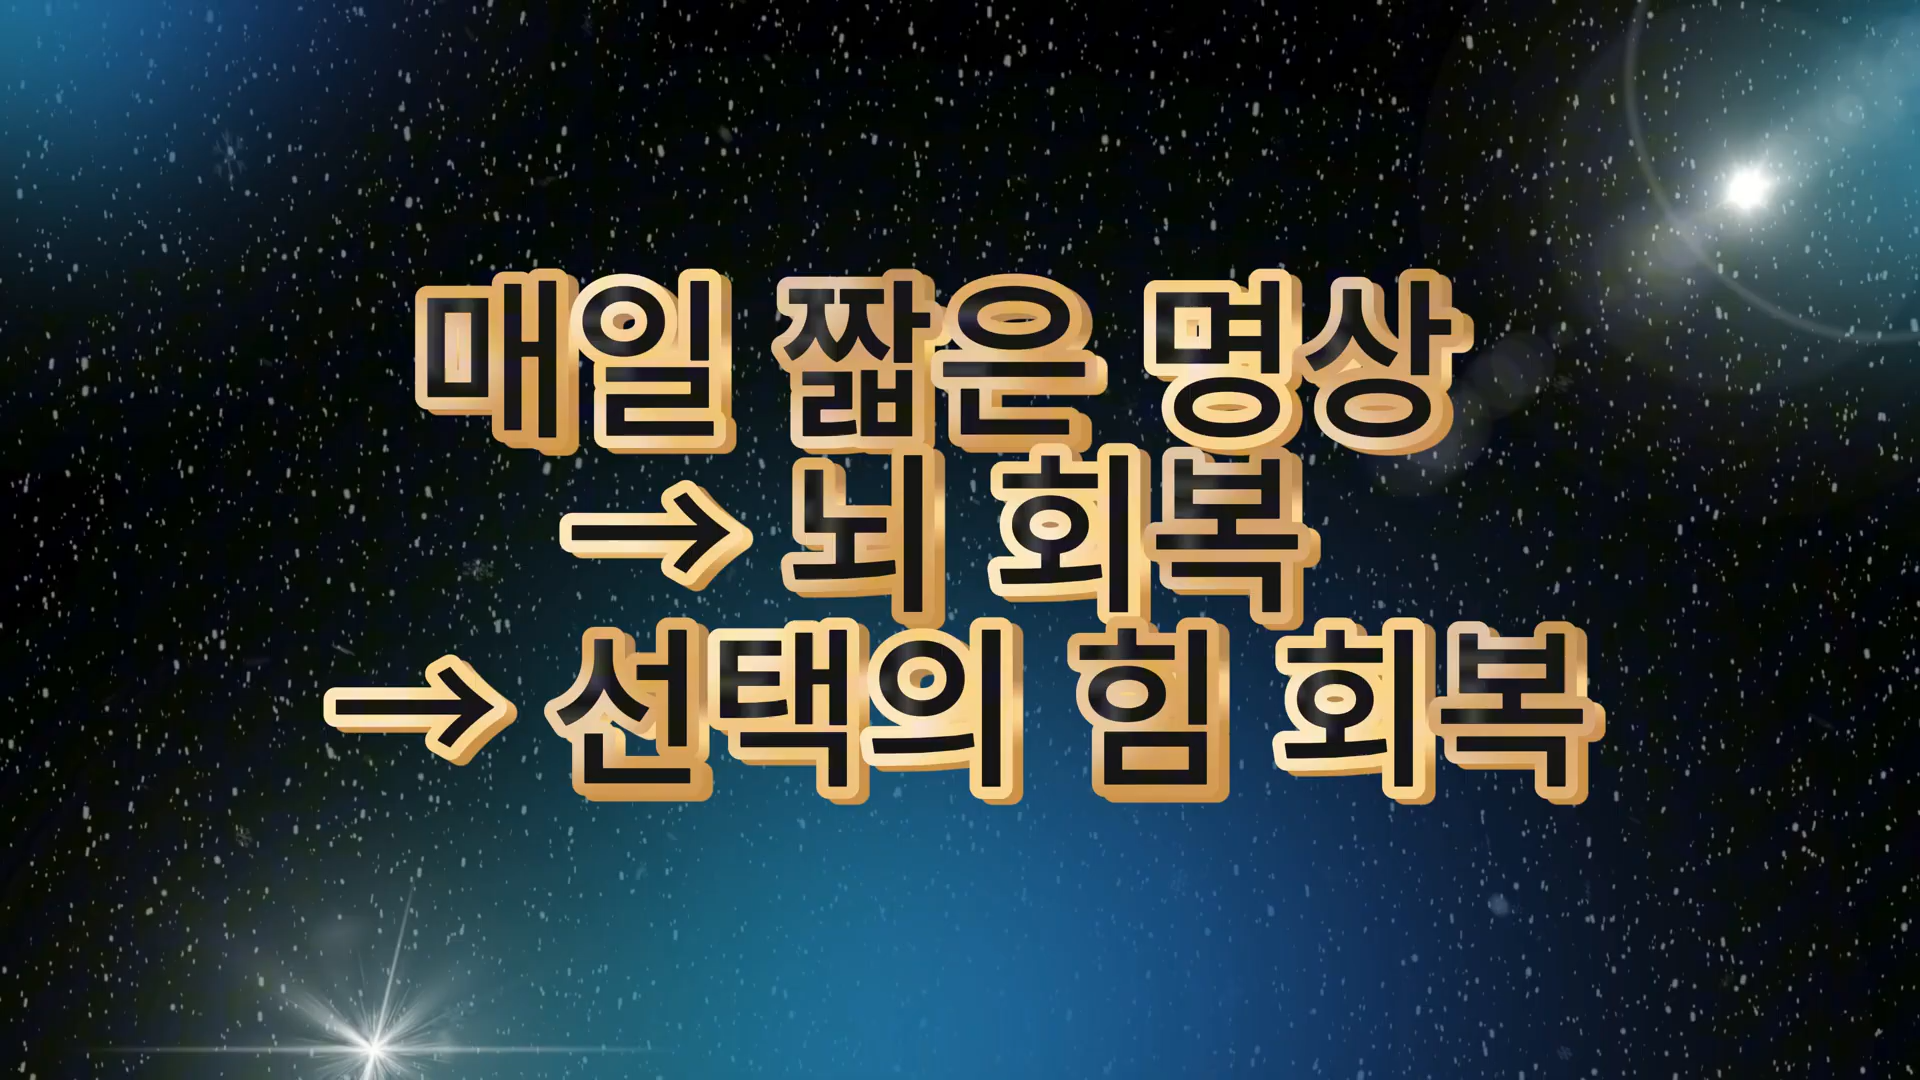 매일 짧은 명상
→ 뇌 회복
→ 선택의 힘 회복